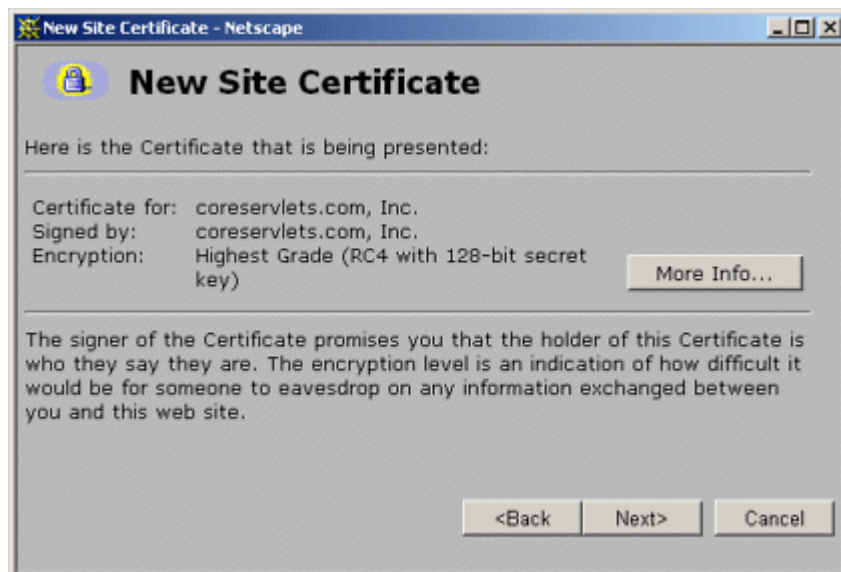 New Site Certificate - Netscape
New Site Certificate
Here is the Certificate that is being presented:
Certificate for: coreservlets.com, Inc.
Signed by: coreservlets.com, Inc.
Encryption: Highest Grade (RC4 with 128-bit secret
key)
More Info...
The signer of the Certificate promises you that the holder of this Certificate is
who they say they are. The encryption level is an indication of how difficult it
would be for someone to eavesdrop on any information exchanged between
you and this web site.
<Back Next> Cancel